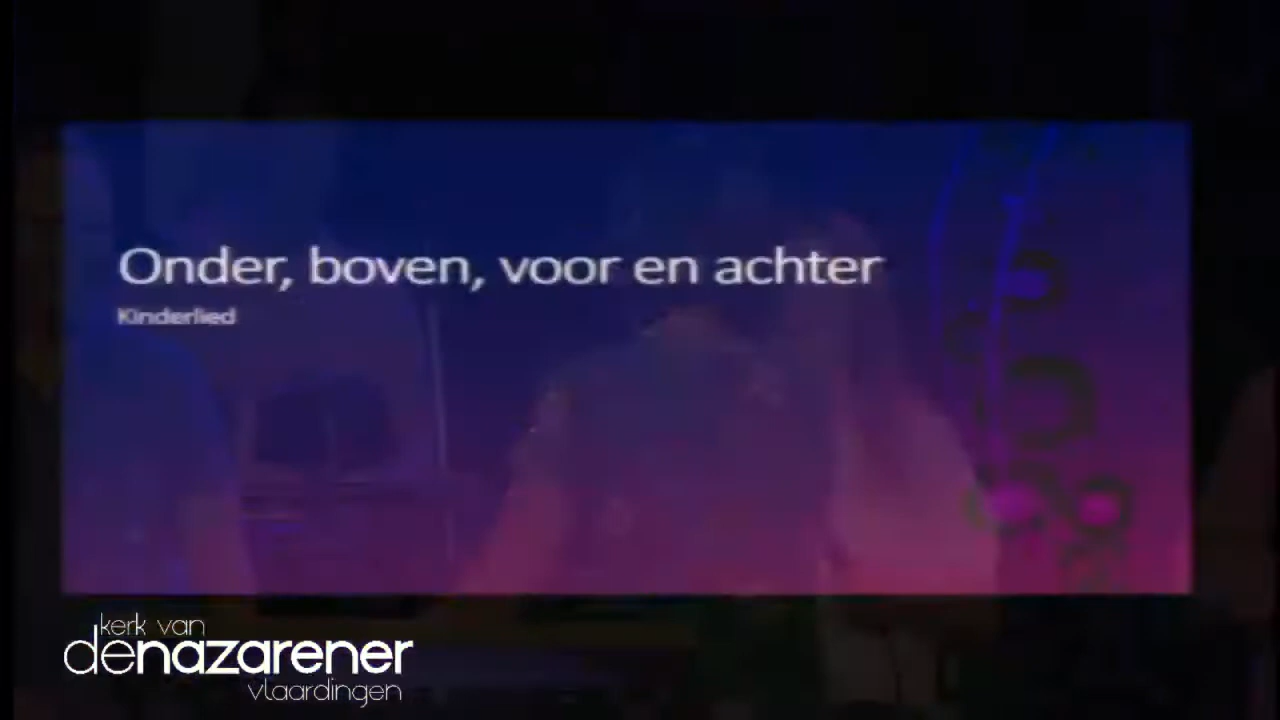 Onder, boven, voor en achter
Kinderlied
kerk van
denazarener
vlaardingen